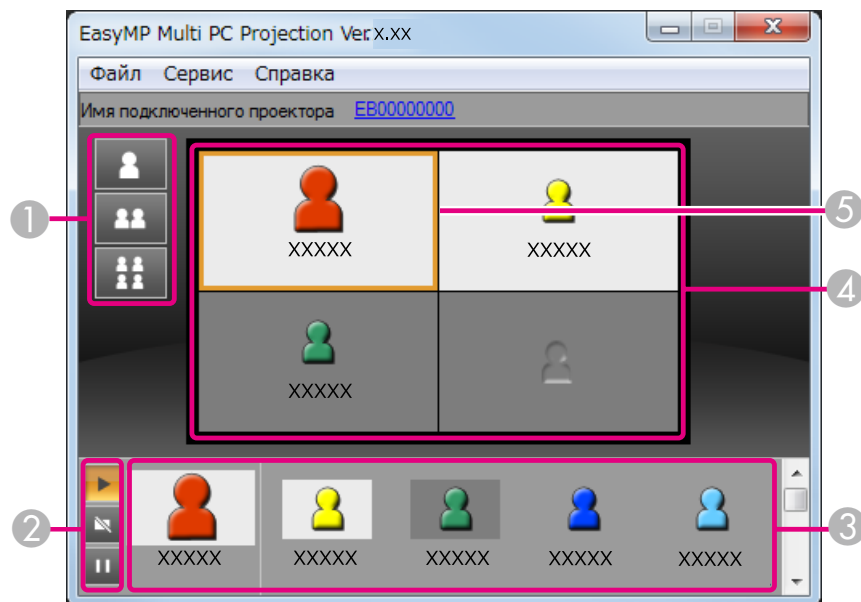 EasyMP Multi PC Projection Ver. x.xx
Файл Сервис Справка
Имя подключенного проектора EB00000000
1
5
XXXXX XXXXX
4
XXXXX
2
3
XXXXX XXXXX XXXXX XXXXX XXXXX